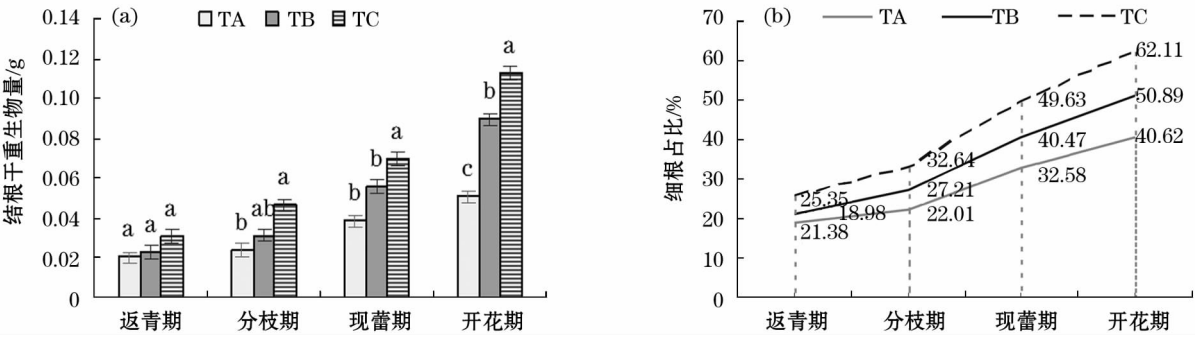 (a) TA TB TC
结根干重生物量/g
0.14
0.12
0.10
0.08
0.06
0.04
0.02
0
a a a
b ab a
b b a
c b a
返青期 分枝期 现蕾期 开花期
(b) TA TB TC
细根占比/%
70
60
50
40
30
20
10
0
25.35 32.64 49.63 62.11
18.98 27.21 40.47 50.89
21.38 22.01 32.58 40.62
返青期 分枝期 现蕾期 开花期